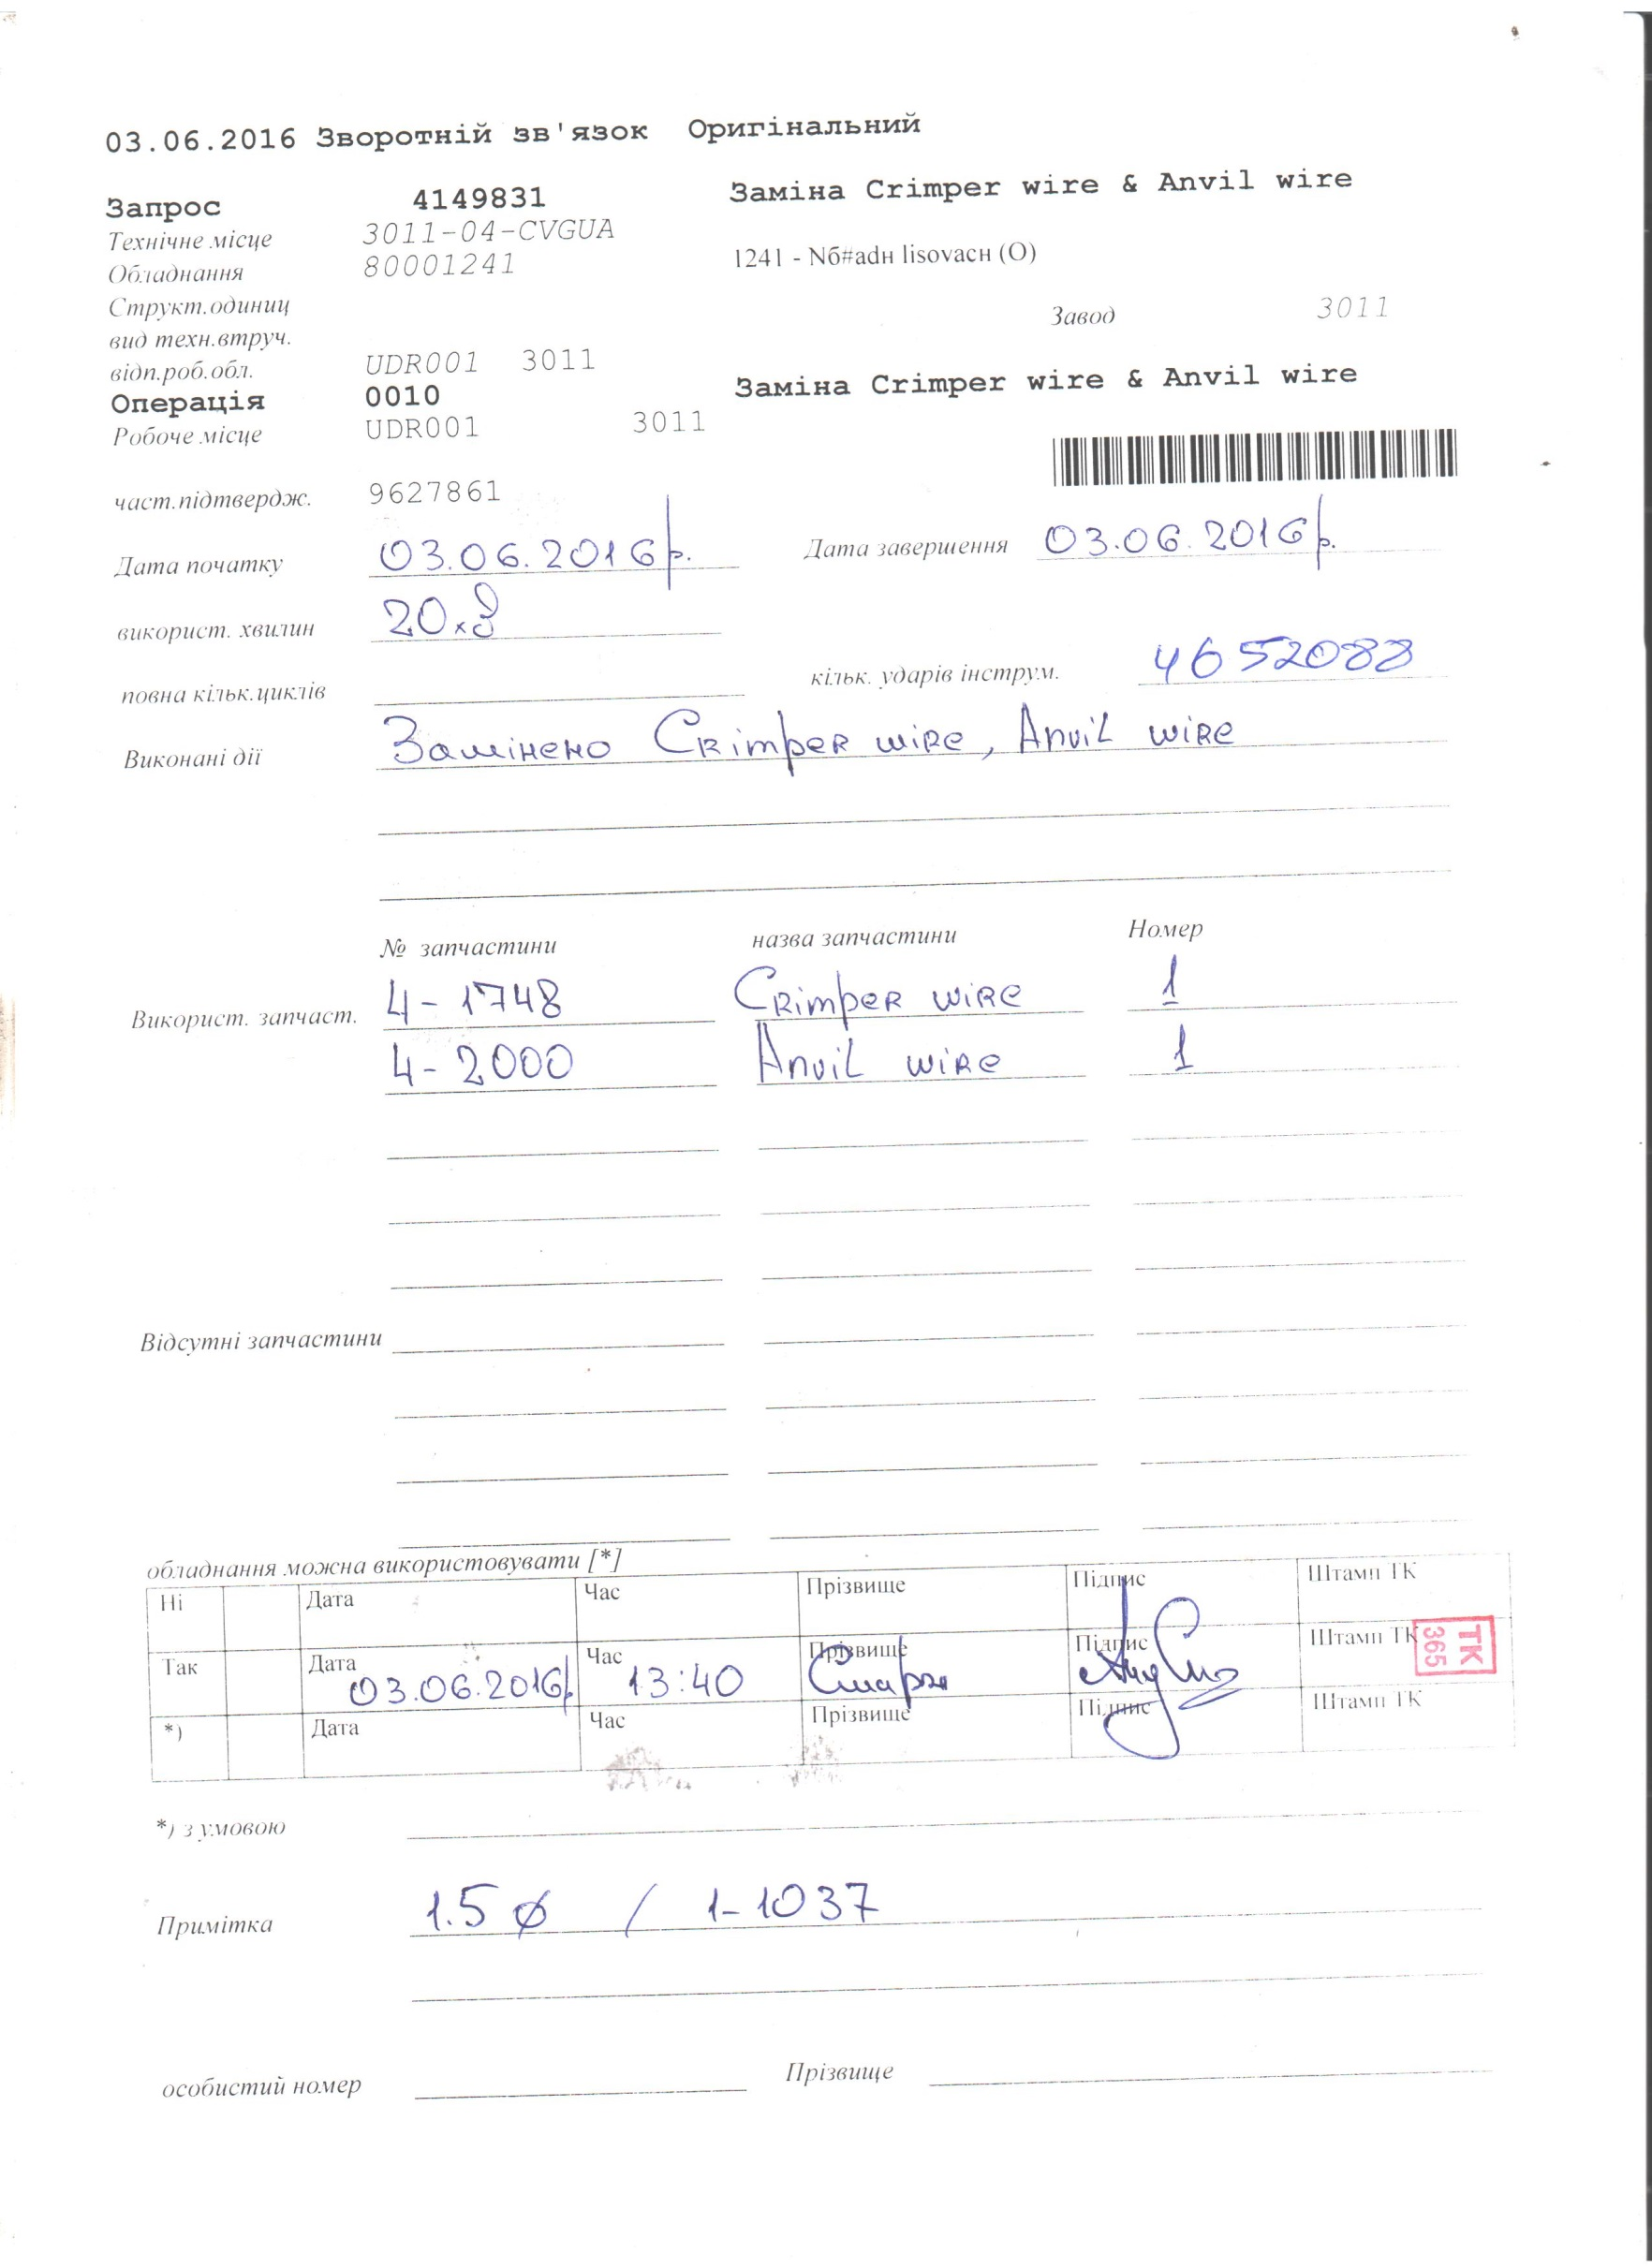 03.06.2016 Зворотній зв'язок Оригінальний
Запрос 4149831 Заміна Crimper wire & Anvil wire
Технічне місце 3011-04-CVGUA
Обладнання 80001241 1241 - Nб#adн lisovacн (O)
Структ.одиниц
Завод 3011
вид техн.втруч.
відп.роб.обл. UDR001 3011
Операція 0010 Заміна Crimper wire & Anvil wire
Робоче місце UDR001 3011
част.підтвердж. 9627861
Дата початку 03.06.2016р. Дата завершення 03.06.2016р.
використ. хвилин 20хв
повна кільк.циклів кільк. ударів інструм. 4652088
Виконані дії Замінено Crimper wire, Anvil wire
№ запчастини назва запчастини Номер
Використ. запчаст. 4-1748 Crimper wire 1
4-2000 Anvil wire 1
Відсутні запчастини
обладнання можна використовувати [*]
Ні Дата Час Прізвище Підпис Штамп ТК
Так Дата 03.06.2016р. Час 13:40 Прізвище Підпис Штамп ТК
ТК
365
*) Дата Час Прізвище Підпис Штамп ТК
*) з умовою
Примітка 1.5 ø / 1-1037
особистий номер Прізвище